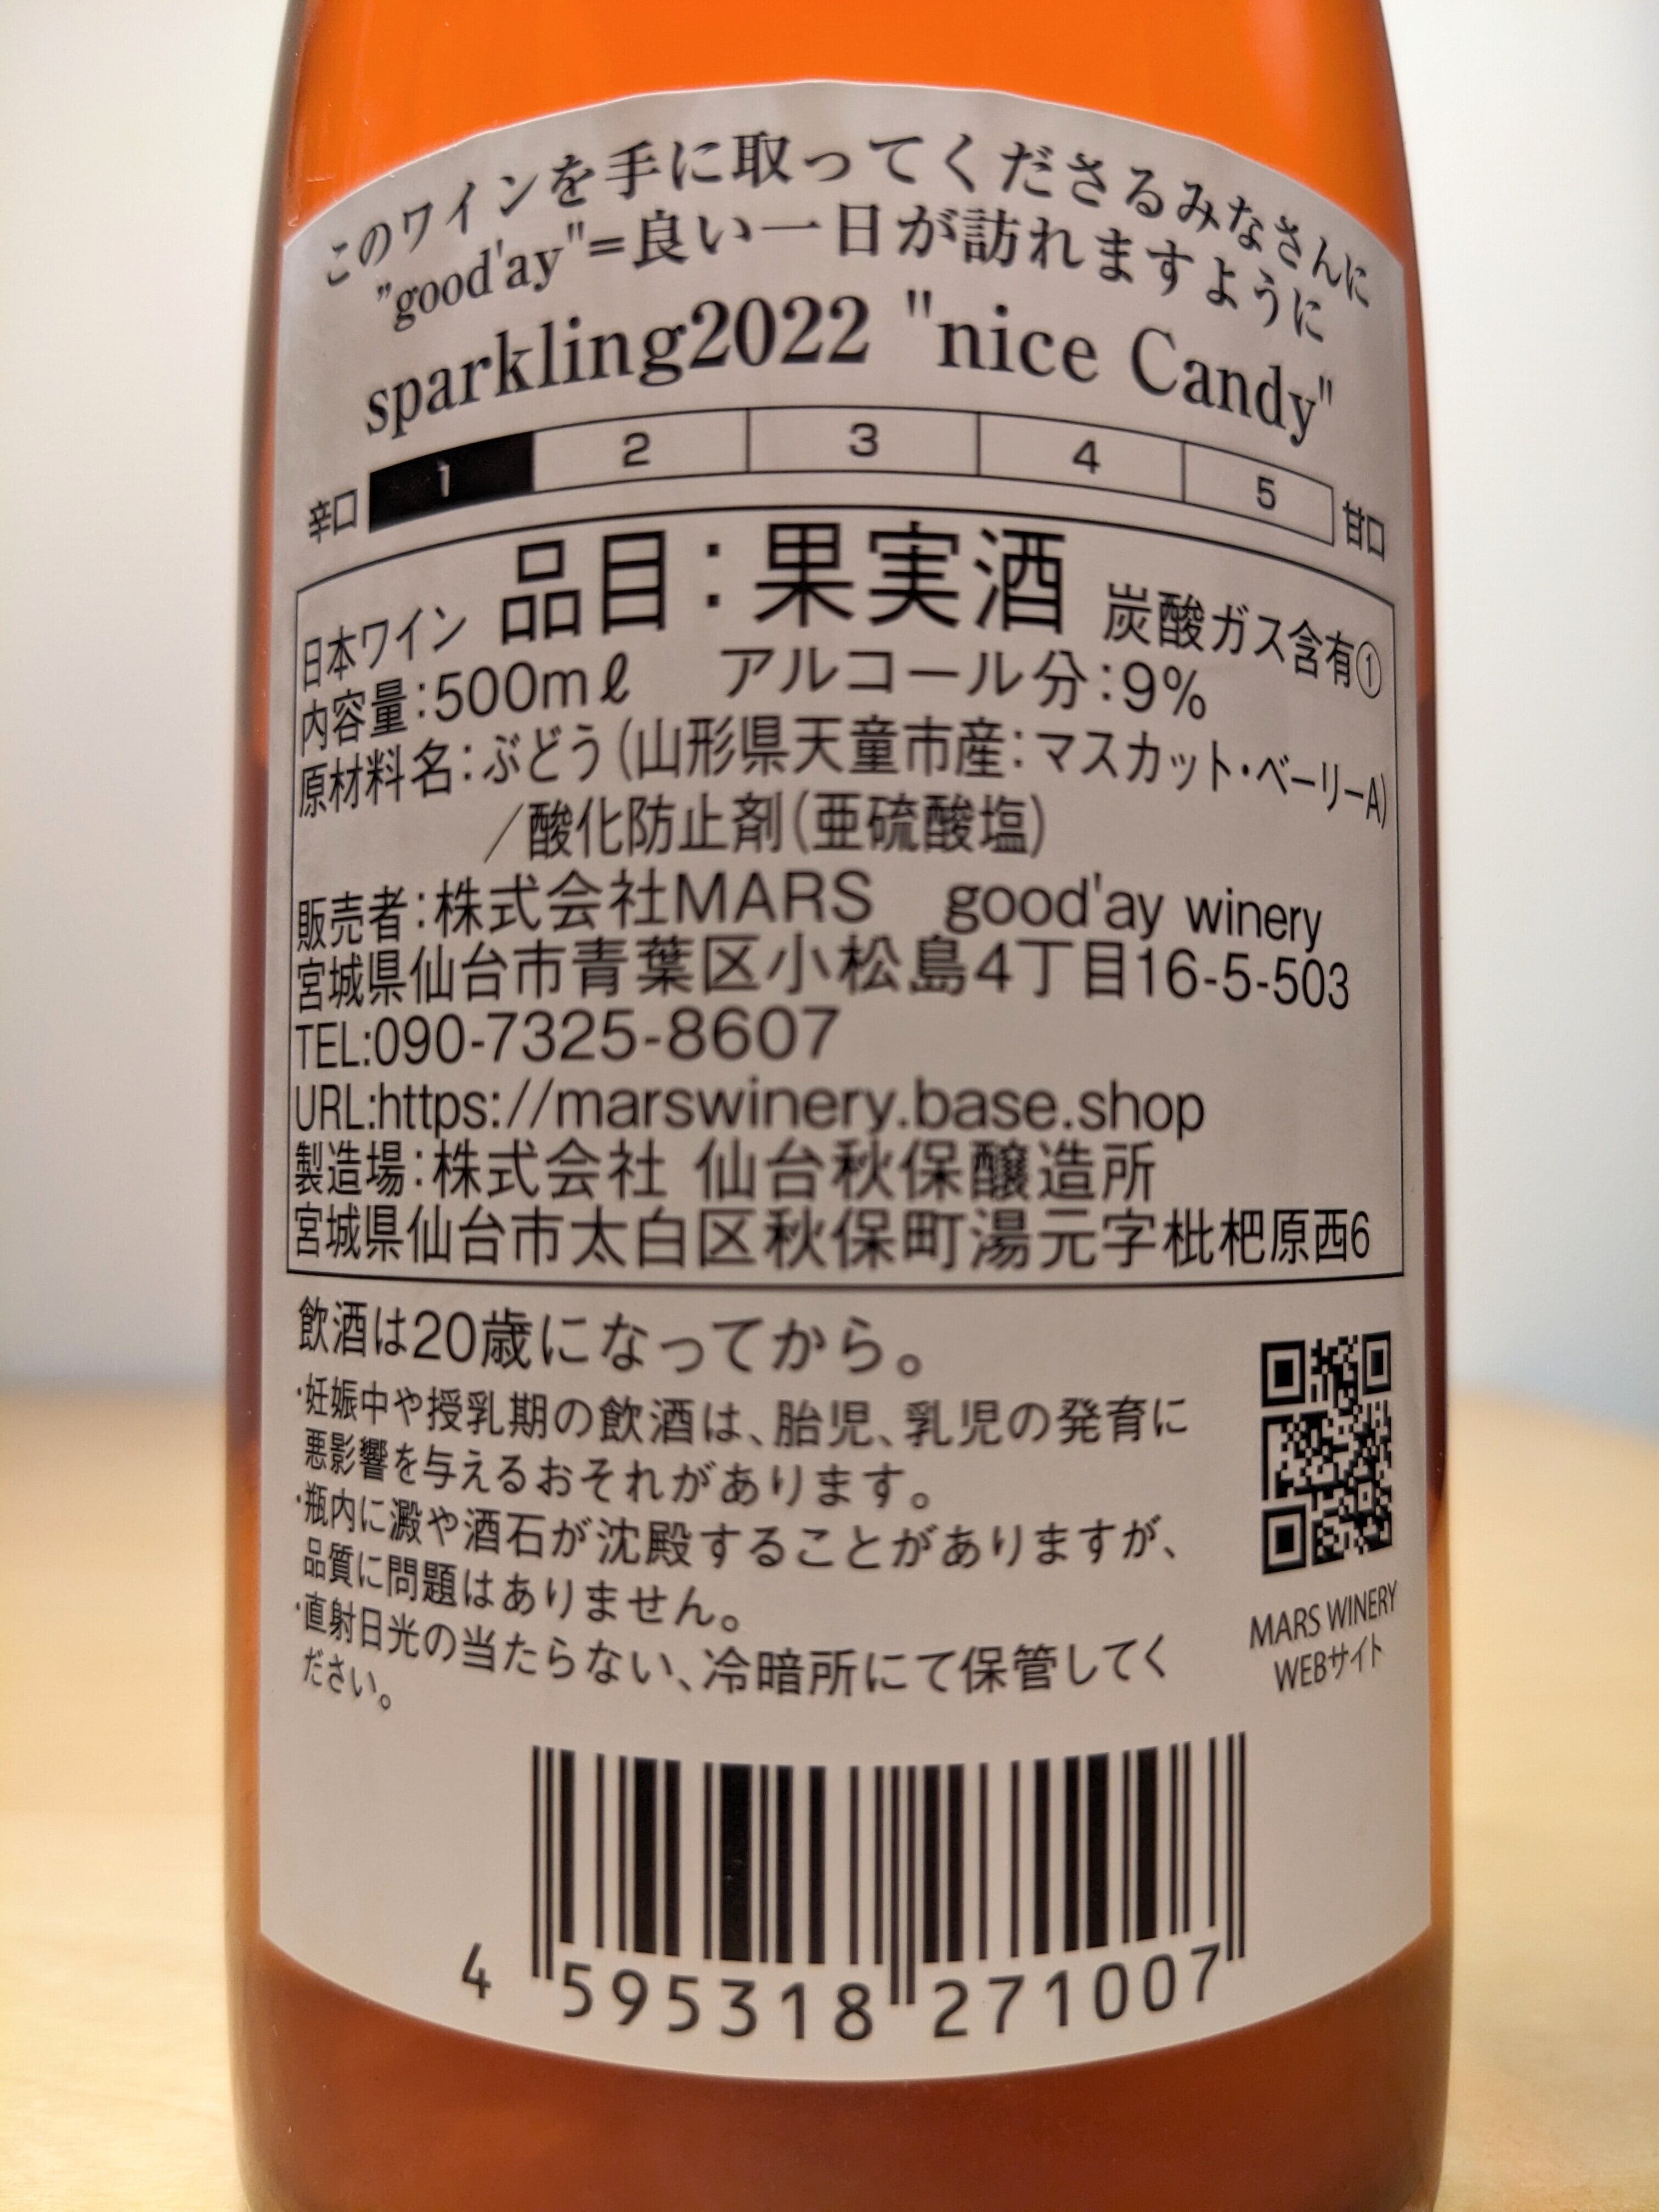 このワインを手に取ってくださるみなさんに
"good'ay"=良い一日が訪れますように
sparkling2022 "nice Candy"
辛口 1 2 3 4 5 甘口
日本ワイン 品目：果実酒 炭酸ガス含有①
内容量：500mℓ アルコール分：9%
原材料名：ぶどう（山形県天童市産：マスカット・ベーリーA）
／酸化防止剤（亜硫酸塩）
販売者：株式会社MARS good'ay winery
宮城県仙台市青葉区小松島4丁目16-5-503
TEL:090-7325-8607
URL:https://marswinery.base.shop
製造場：株式会社 仙台秋保醸造所
宮城県仙台市太白区秋保町湯元字枇杷原西6
飲酒は20歳になってから。
・妊娠中や授乳期の飲酒は、胎児、乳児の発育に
悪影響を与えるおそれがあります。
・瓶内に澱や酒石が沈殿することがありますが、
品質に問題はありません。
・直射日光の当たらない、冷暗所にて保管してく
ださい。
MARS WINERY
WEBサイト
4 595318 271007